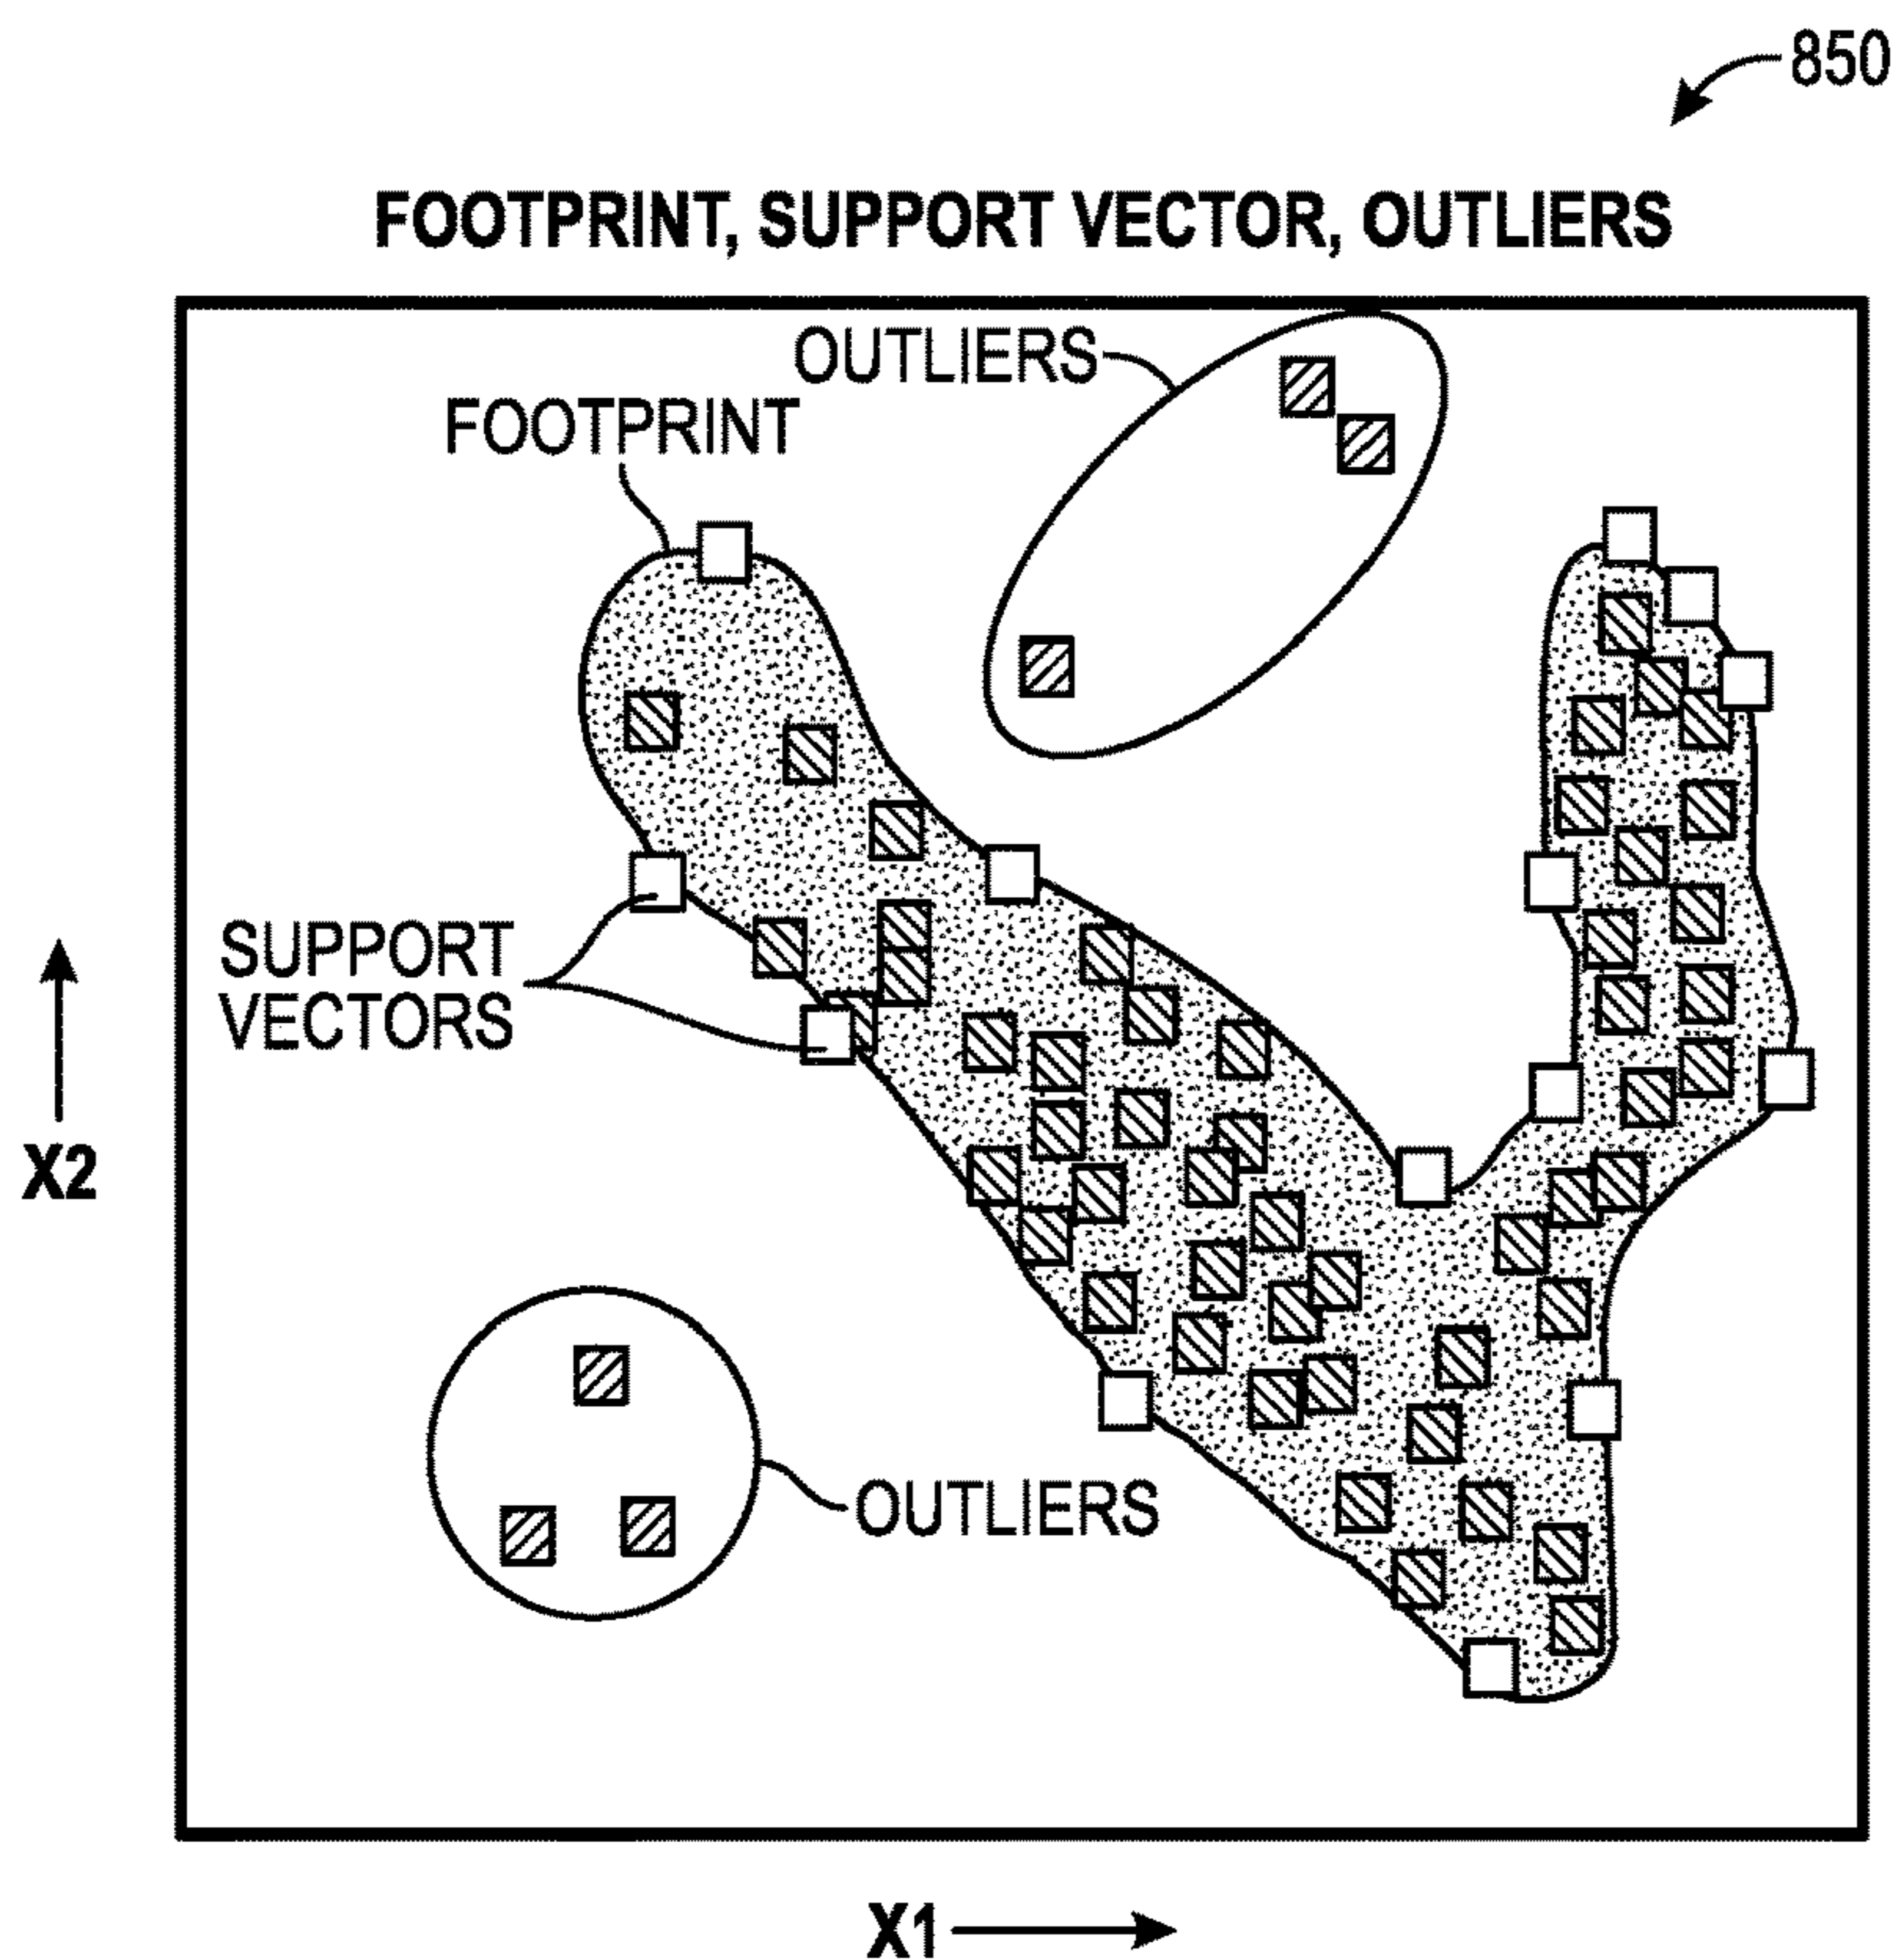 850
FOOTPRINT, SUPPORT VECTOR, OUTLIERS
OUTLIERS
FOOTPRINT
SUPPORT
VECTORS
X2
OUTLIERS
X1